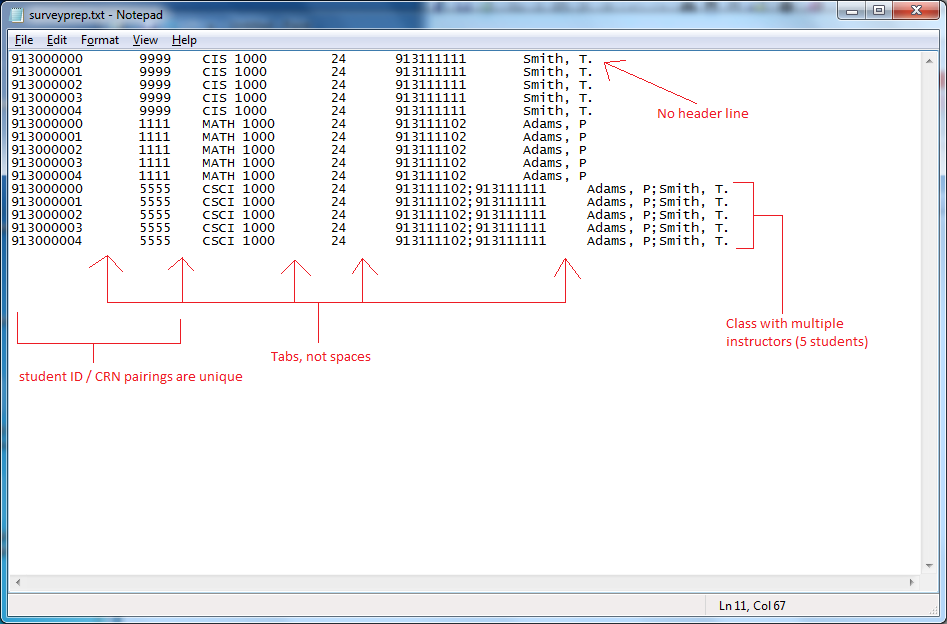 surveyprep.txt - Notepad
File Edit Format View Help
913000000 9999 CIS 1000 24 913111111 Smith, T.
913000001 9999 CIS 1000 24 913111111 Smith, T.
913000002 9999 CIS 1000 24 913111111 Smith, T.
913000003 9999 CIS 1000 24 913111111 Smith, T.
913000004 9999 CIS 1000 24 913111111 Smith, T.
913000000 1111 MATH 1000 24 913111102 Adams, P
913000001 1111 MATH 1000 24 913111102 Adams, P
913000002 1111 MATH 1000 24 913111102 Adams, P
913000003 1111 MATH 1000 24 913111102 Adams, P
913000004 1111 MATH 1000 24 913111102 Adams, P
913000000 5555 CSCI 1000 24 913111102;913111111 Adams, P;Smith, T.
913000001 5555 CSCI 1000 24 913111102;913111111 Adams, P;Smith, T.
913000002 5555 CSCI 1000 24 913111102;913111111 Adams, P;Smith, T.
913000003 5555 CSCI 1000 24 913111102;913111111 Adams, P;Smith, T.
913000004 5555 CSCI 1000 24 913111102;913111111 Adams, P;Smith, T.
No header line
Class with multiple
instructors (5 students)
Tabs, not spaces
student ID / CRN pairings are unique
Ln 11, Col 67